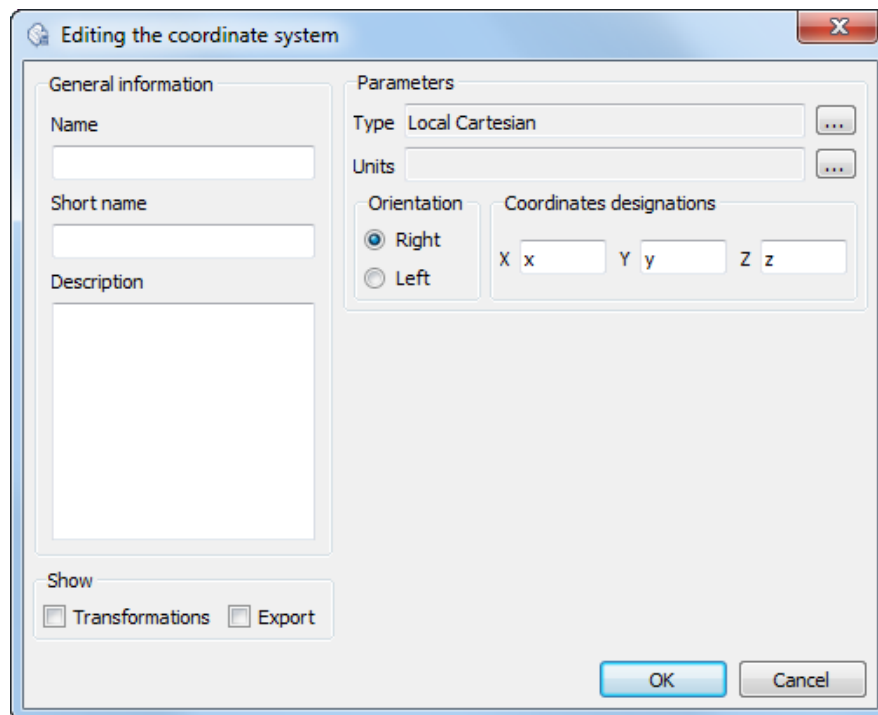 Editing the coordinate system
General information
Name
Short name
Description
Show
Transformations Export
Parameters
Type Local Cartesian ...
Units ...
Orientation
Right
Left
Coordinates designations
X x Y y Z z
OK Cancel